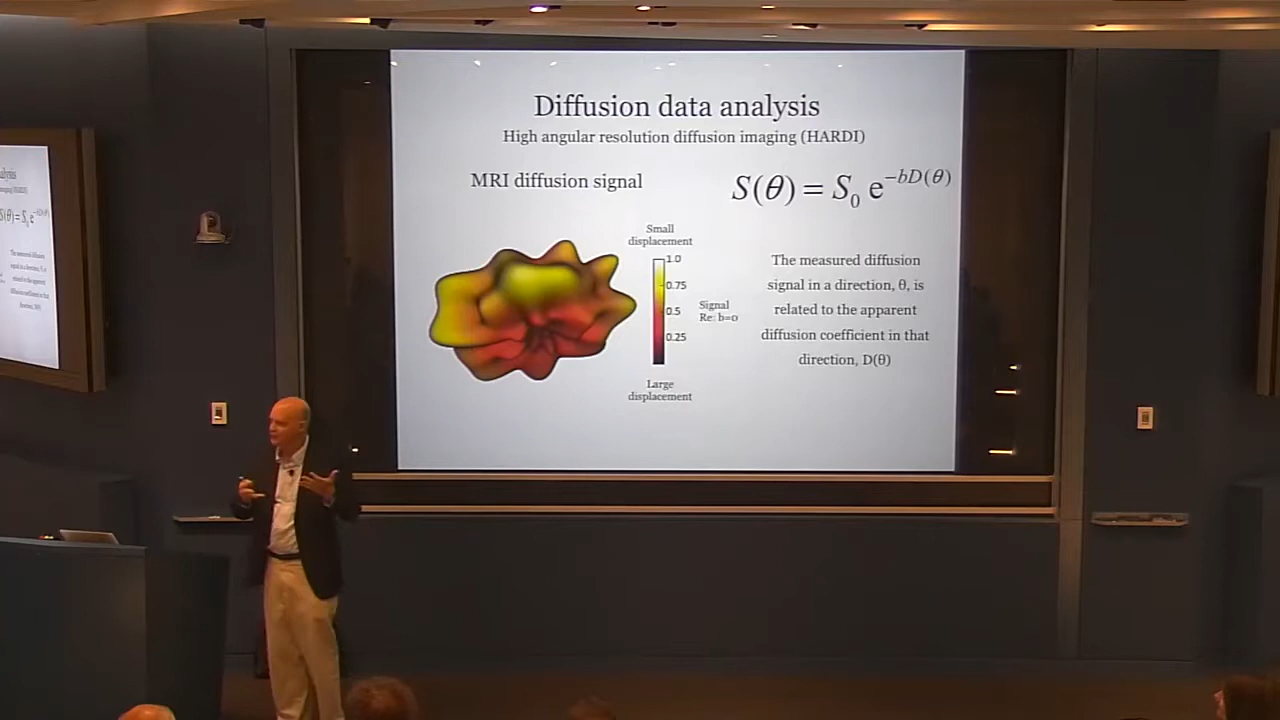 Diffusion data analysis
High angular resolution diffusion imaging (HARDI)
MRI diffusion signal
S(θ) = S₀ e^{-bD(θ)}
Small
displacement
1.0
0.75
0.5
0.25
Signal
Re: b=0
Large
displacement
The measured diffusion
signal in a direction, θ, is
related to the apparent
diffusion coefficient in that
direction, D(θ)